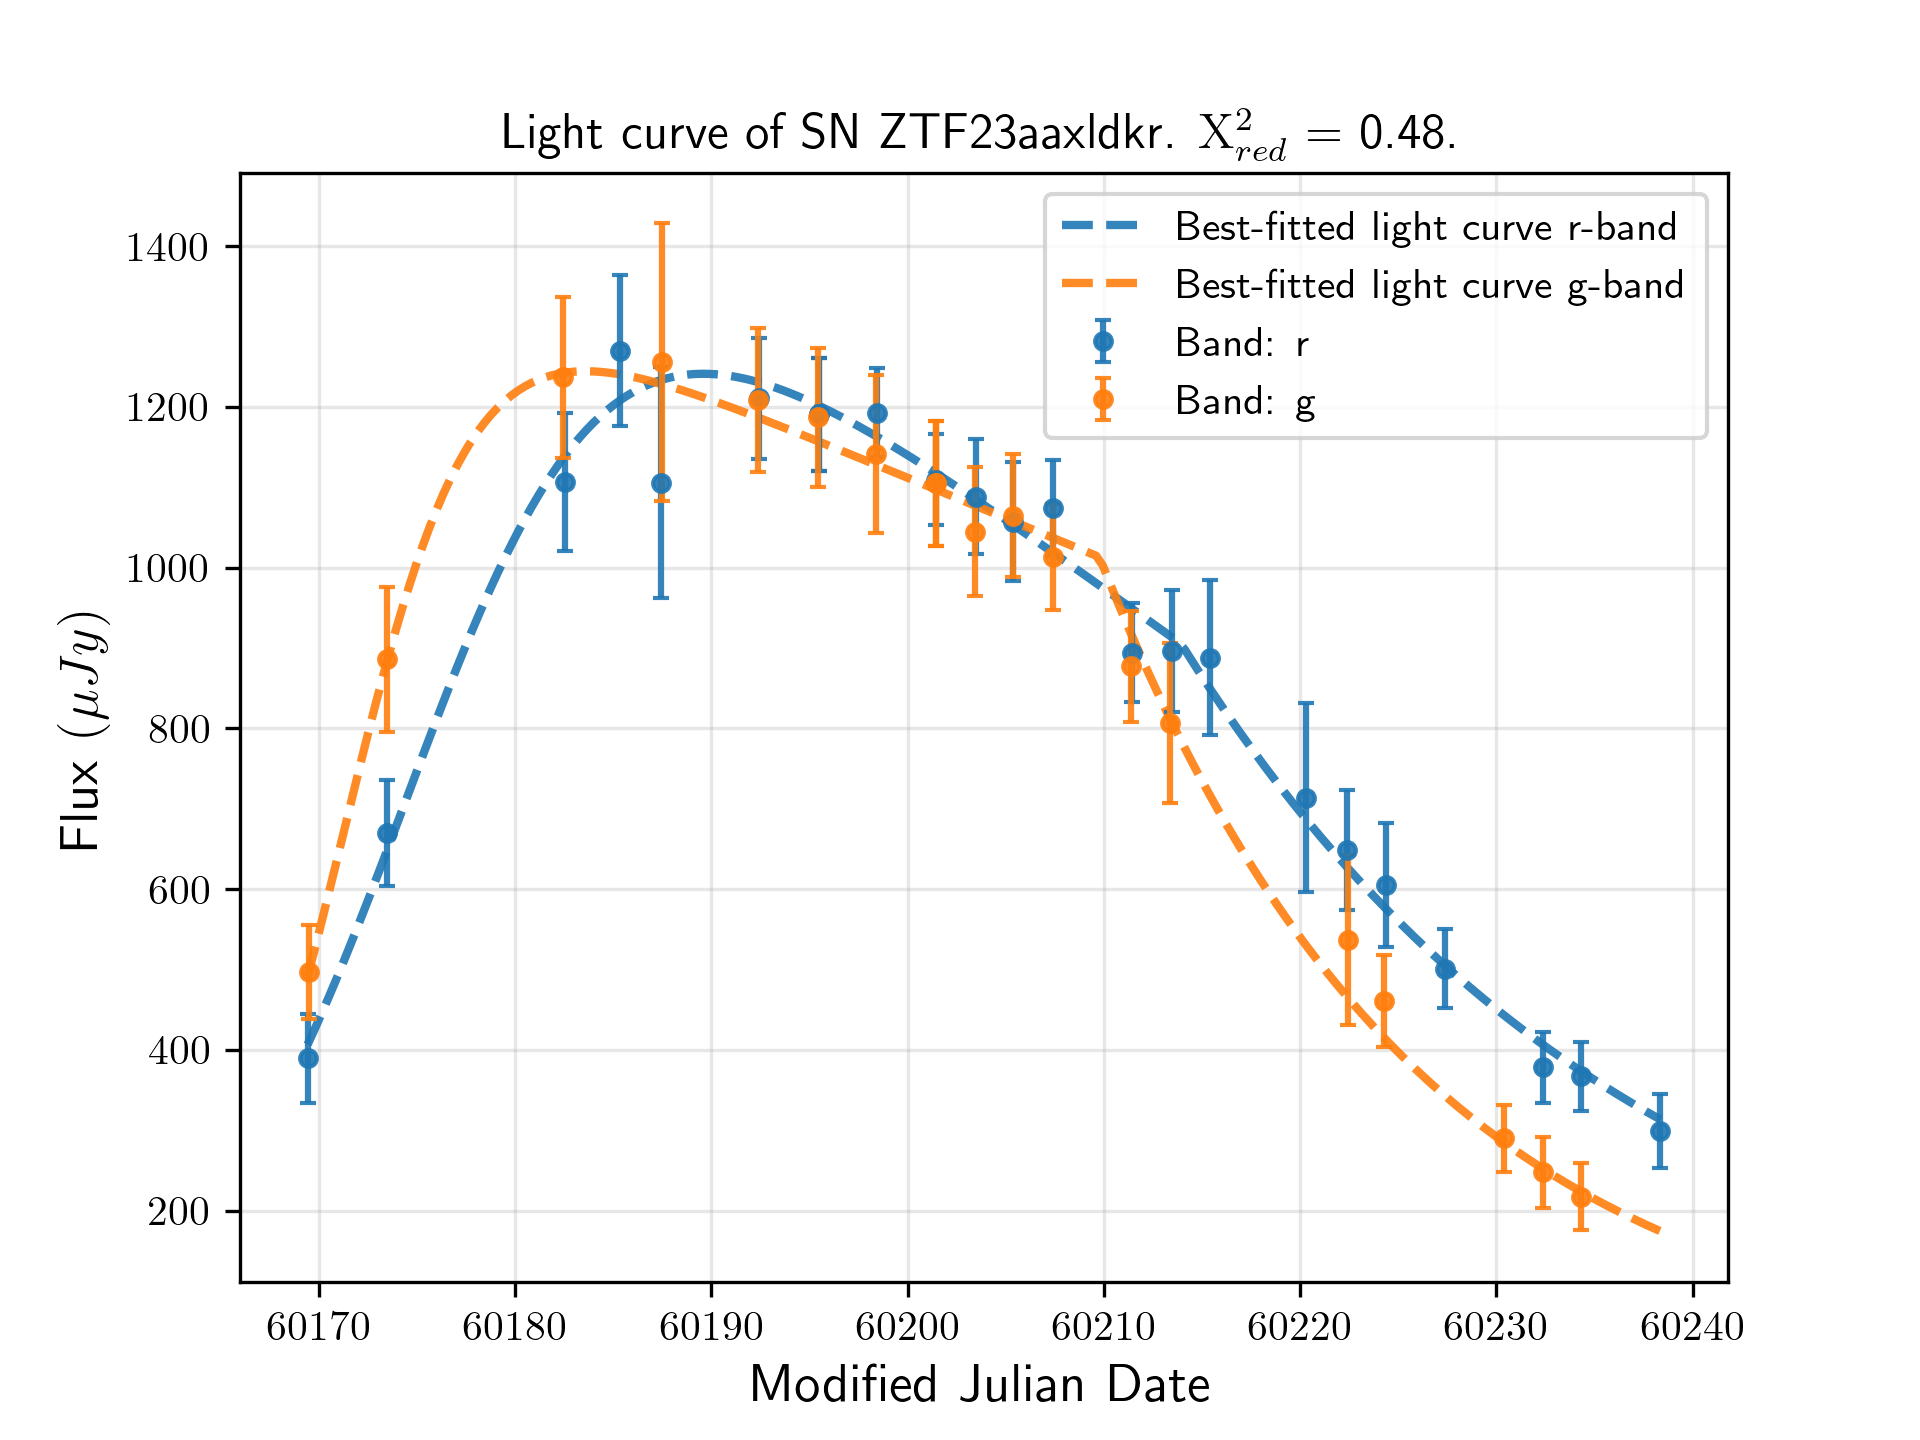 Light curve of SN ZTF23aaxldkr. X²_red = 0.48.
Best-fitted light curve r-band
Best-fitted light curve g-band
Band: r
Band: g
1400
1200
1000
800
600
400
200
Flux (μJy)
60170 60180 60190 60200 60210 60220 60230 60240
Modified Julian Date